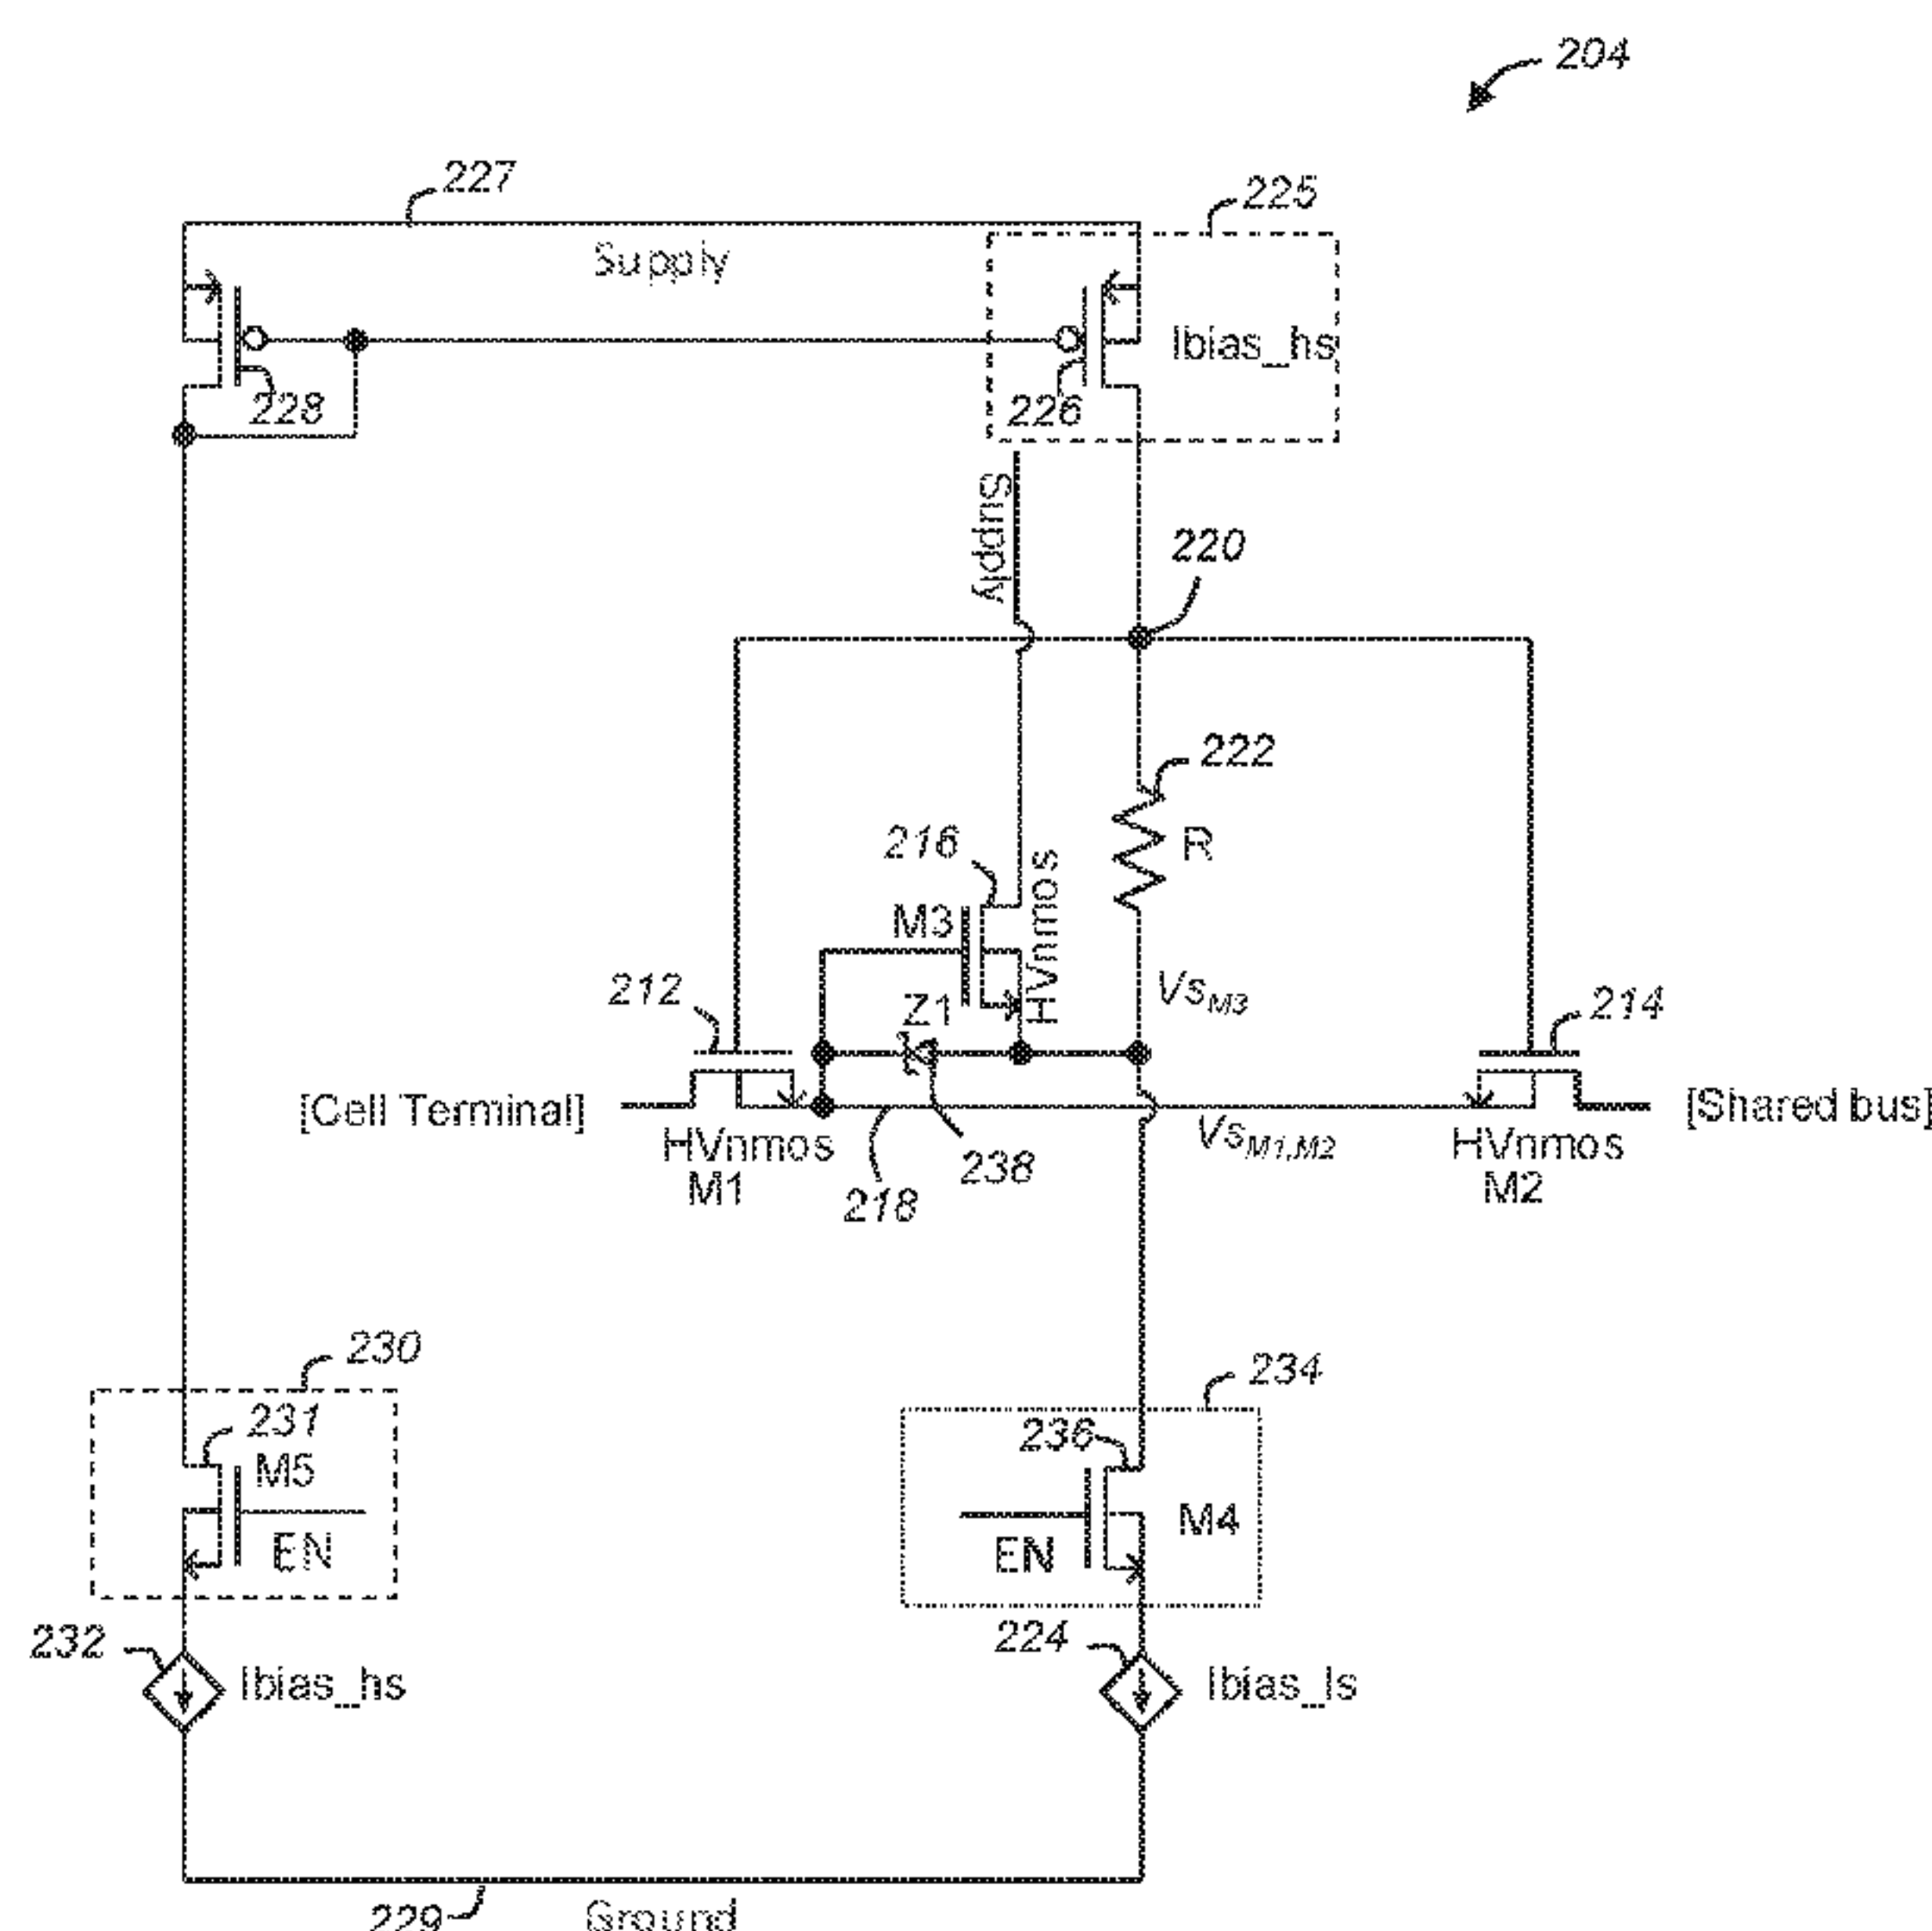 204
227
225
Supply
Ibias_hs
228
226
Supply
220
222
R
216
M3
HVnmos
212
Z1
VsM3
214
[Cell Terminal]
[Shared bus]
HVnmos
M1
238
VsM1,M2
HVnmos
M2
218
230
234
231
M5
236
M4
EN
EN
232
Ibias_hs
224
Ibias_ls
229
Ground